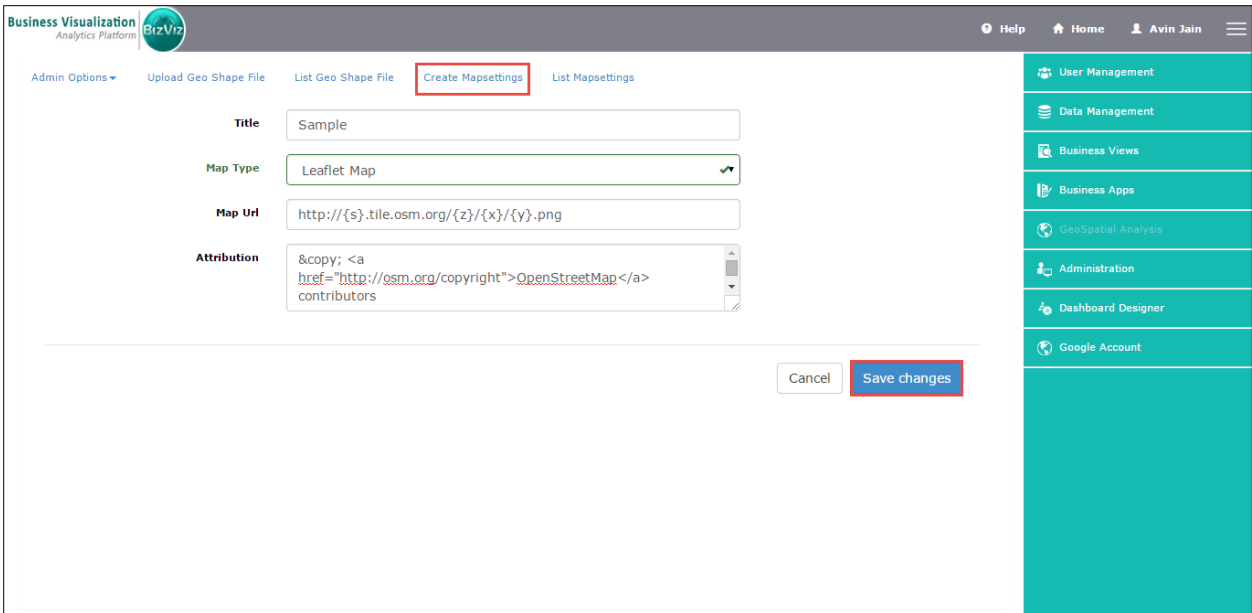 Business Visualization
Analytics Platform
BizViz
Help
Home
Avin Jain
Admin Options
Upload Geo Shape File
List Geo Shape File
Create Mapsettings
List Mapsettings
Title
Sample
Map Type
Leaflet Map
Map Url
http://{s}.tile.osm.org/{z}/{x}/{y}.png
Attribution
&copy; <a
href="http://osm.org/copyright">OpenStreetMap</a>
contributors
Cancel
Save changes
User Management
Data Management
Business Views
Business Apps
GeoSpatial Analysis
Administration
Dashboard Designer
Google Account